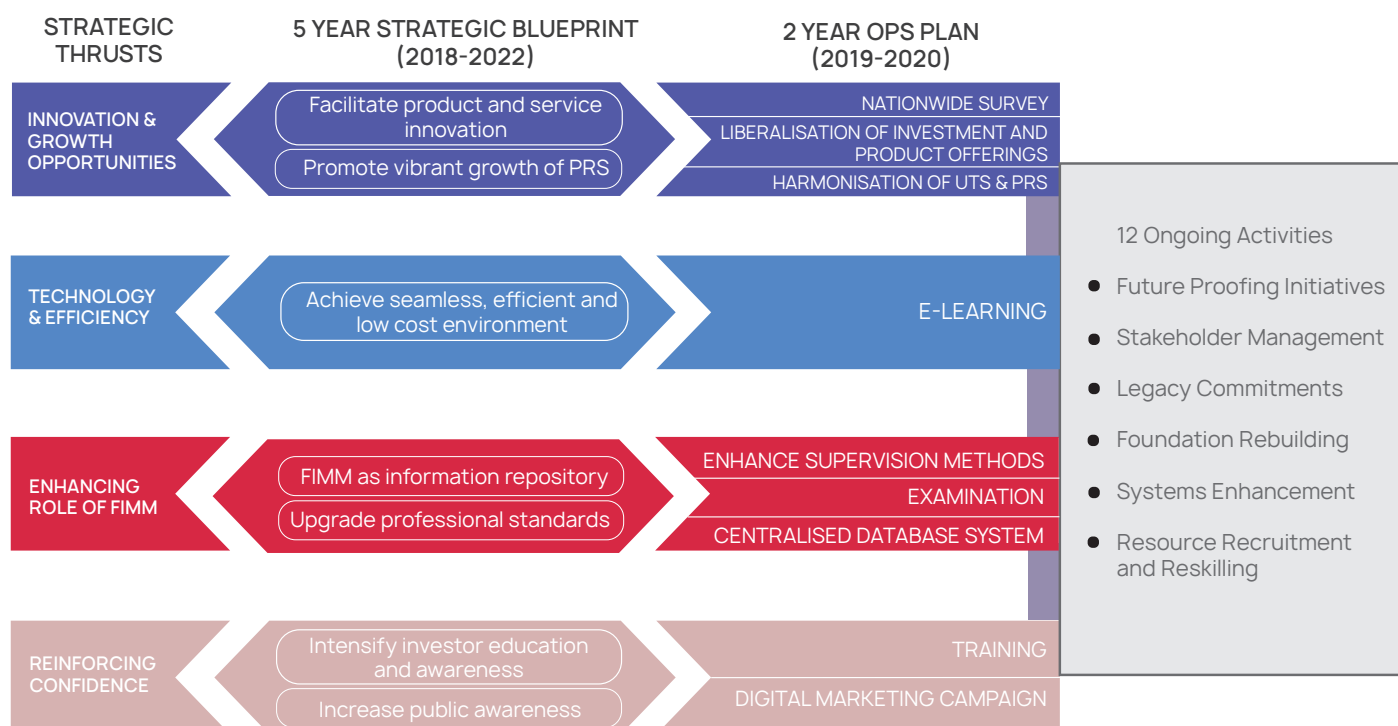 STRATEGIC
THRUSTS
5 YEAR STRATEGIC BLUEPRINT
(2018-2022)
2 YEAR OPS PLAN
(2019-2020)
INNOVATION &
GROWTH
OPPORTUNITIES
Facilitate product and service
innovation
Promote vibrant growth of PRS
NATIONWIDE SURVEY
LIBERALISATION OF INVESTMENT AND
PRODUCT OFFERINGS
HARMONISATION OF UTS & PRS
TECHNOLOGY
& EFFICIENCY
Achieve seamless, efficient and
low cost environment
E-LEARNING
ENHANCING
ROLE OF FIMM
FIMM as information repository
Upgrade professional standards
ENHANCE SUPERVISION METHODS
EXAMINATION
CENTRALISED DATABASE SYSTEM
REINFORCING
CONFIDENCE
Intensify investor education
and awareness
Increase public awareness
TRAINING
DIGITAL MARKETING CAMPAIGN
12 Ongoing Activities
• Future Proofing Initiatives
• Stakeholder Management
• Legacy Commitments
• Foundation Rebuilding
• Systems Enhancement
• Resource Recruitment
and Reskilling